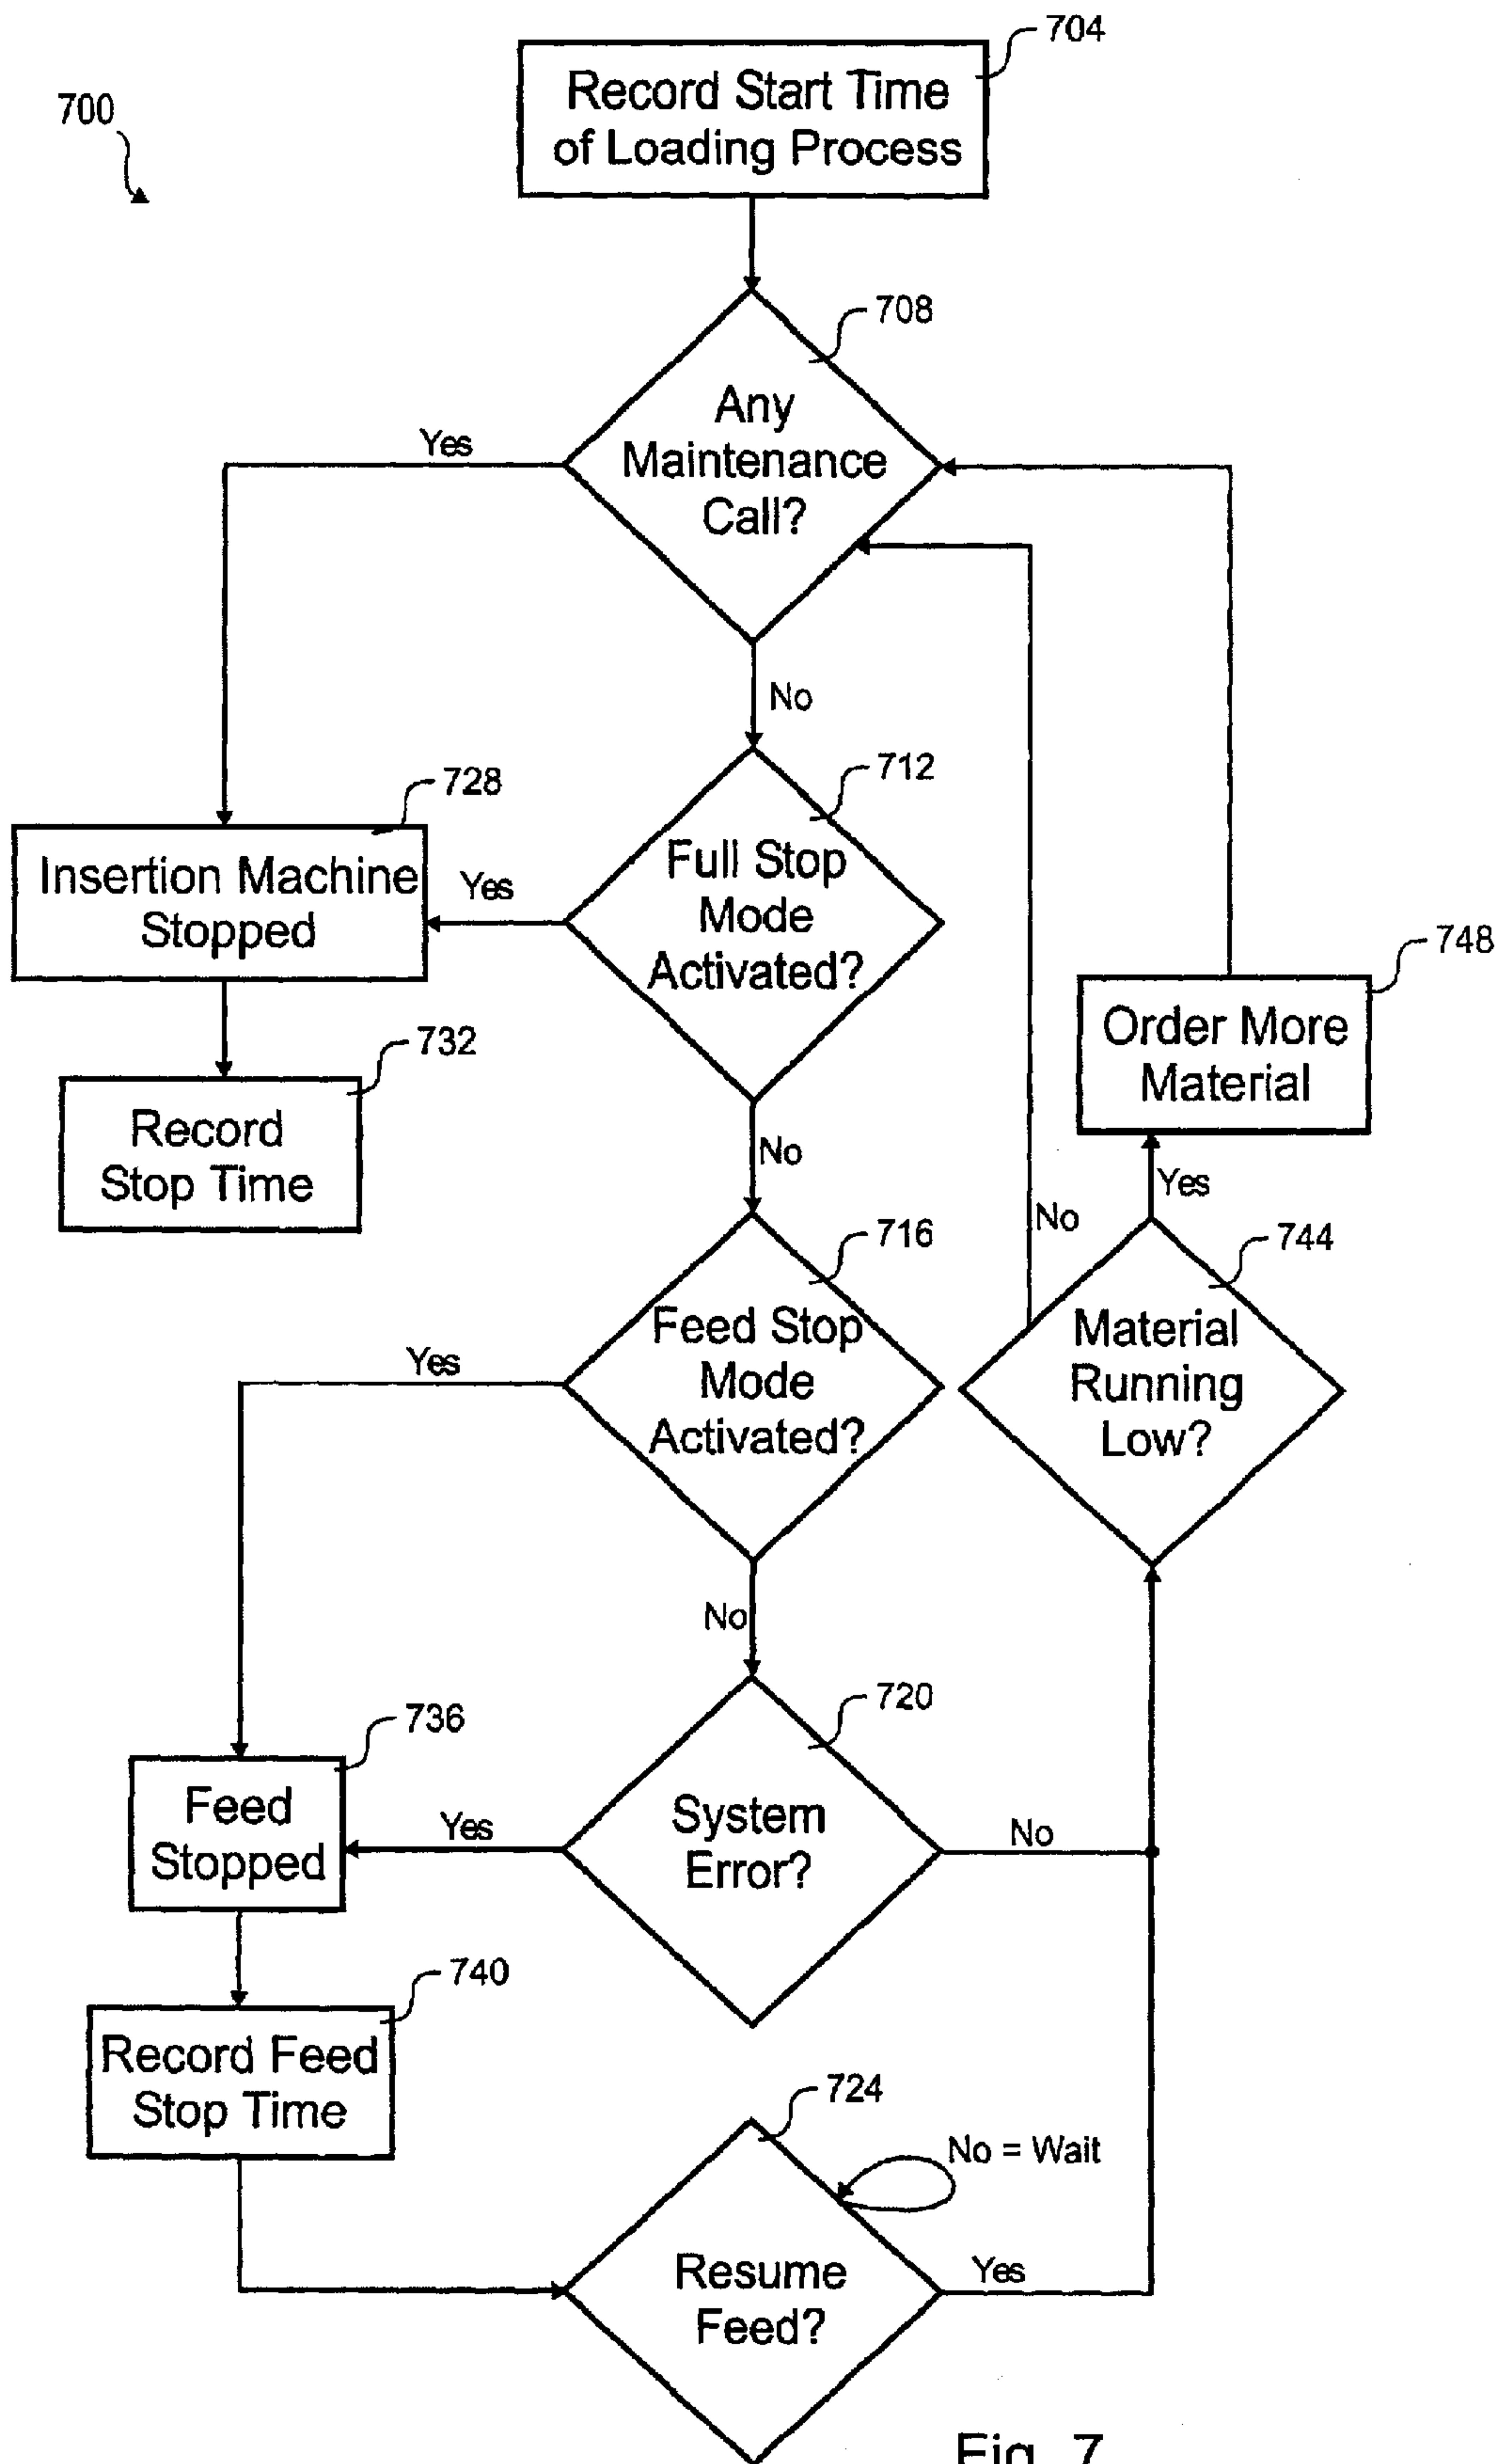 704
Record Start Time
of Loading Process
700
708
Any
Maintenance
Call?
Yes
No
712
Full Stop
Mode
Activated?
Yes
728
Insertion Machine
Stopped
732
Record
Stop Time
No
748
Order More
Material
Yes
No
744
Material
Running
Low?
716
Feed Stop
Mode
Activated?
Yes
No
720
System
Error?
Yes
No
736
Feed
Stopped
740
Record Feed
Stop Time
724
No = Wait
Resume
Feed?
Yes
Fig. 7